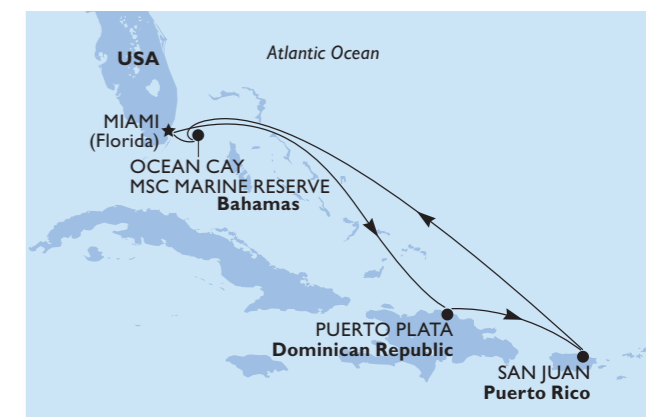 USA
Atlantic Ocean
MIAMI
(Florida)
OCEAN CAY
MSC MARINE RESERVE
Bahamas
PUERTO PLATA
Dominican Republic
SAN JUAN
Puerto Rico